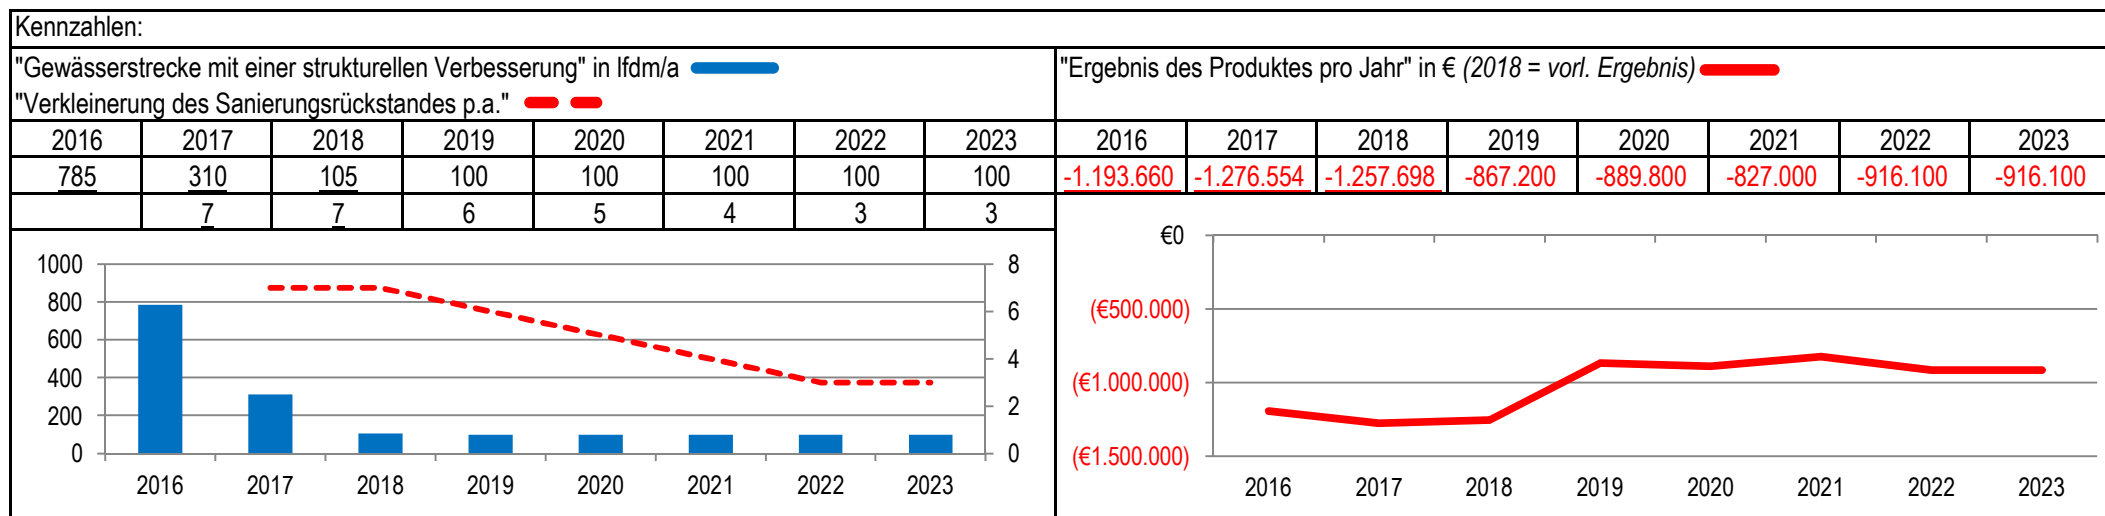 Kennzahlen:
"Gewässerstrecke mit einer strukturellen Verbesserung" in lfdm/a
"Verkleinerung des Sanierungsrückstandes p.a."
2016 2017 2018 2019 2020 2021 2022 2023
785 310 105 100 100 100 100 100
7 7 6 5 4 3 3
1000
800
600
400
200
0
8
6
4
2
0
2016 2017 2018 2019 2020 2021 2022 2023
"Ergebnis des Produktes pro Jahr" in € (2018 = vorl. Ergebnis)
2016 2017 2018 2019 2020 2021 2022 2023
-1.193.660 -1.276.554 -1.257.698 -867.200 -889.800 -827.000 -916.100 -916.100
€0
(€500.000)
(€1.000.000)
(€1.500.000)
2016 2017 2018 2019 2020 2021 2022 2023